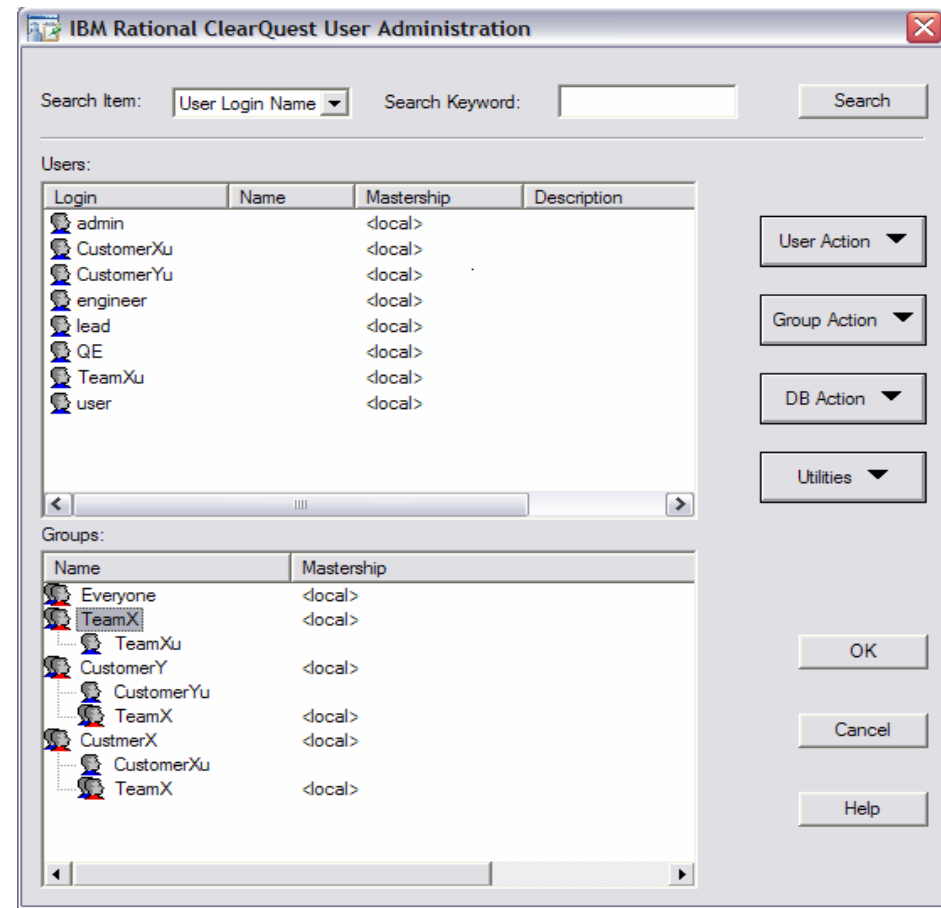 IBM Rational ClearQuest User Administration
Search Item: User Login Name Search Keyword: Search
Users:
Login Name Mastership Description
admin <local>
CustomerXu <local>
CustomerYu <local>
engineer <local>
lead <local>
QE <local>
TeamXu <local>
user <local>
User Action
Group Action
DB Action
Utilities
Groups:
Name Mastership
Everyone <local>
TeamX <local>
TeamXu
CustomerY <local>
CustomerYu
TeamX <local>
CustmerX <local>
CustomerXu
TeamX <local>
OK
Cancel
Help